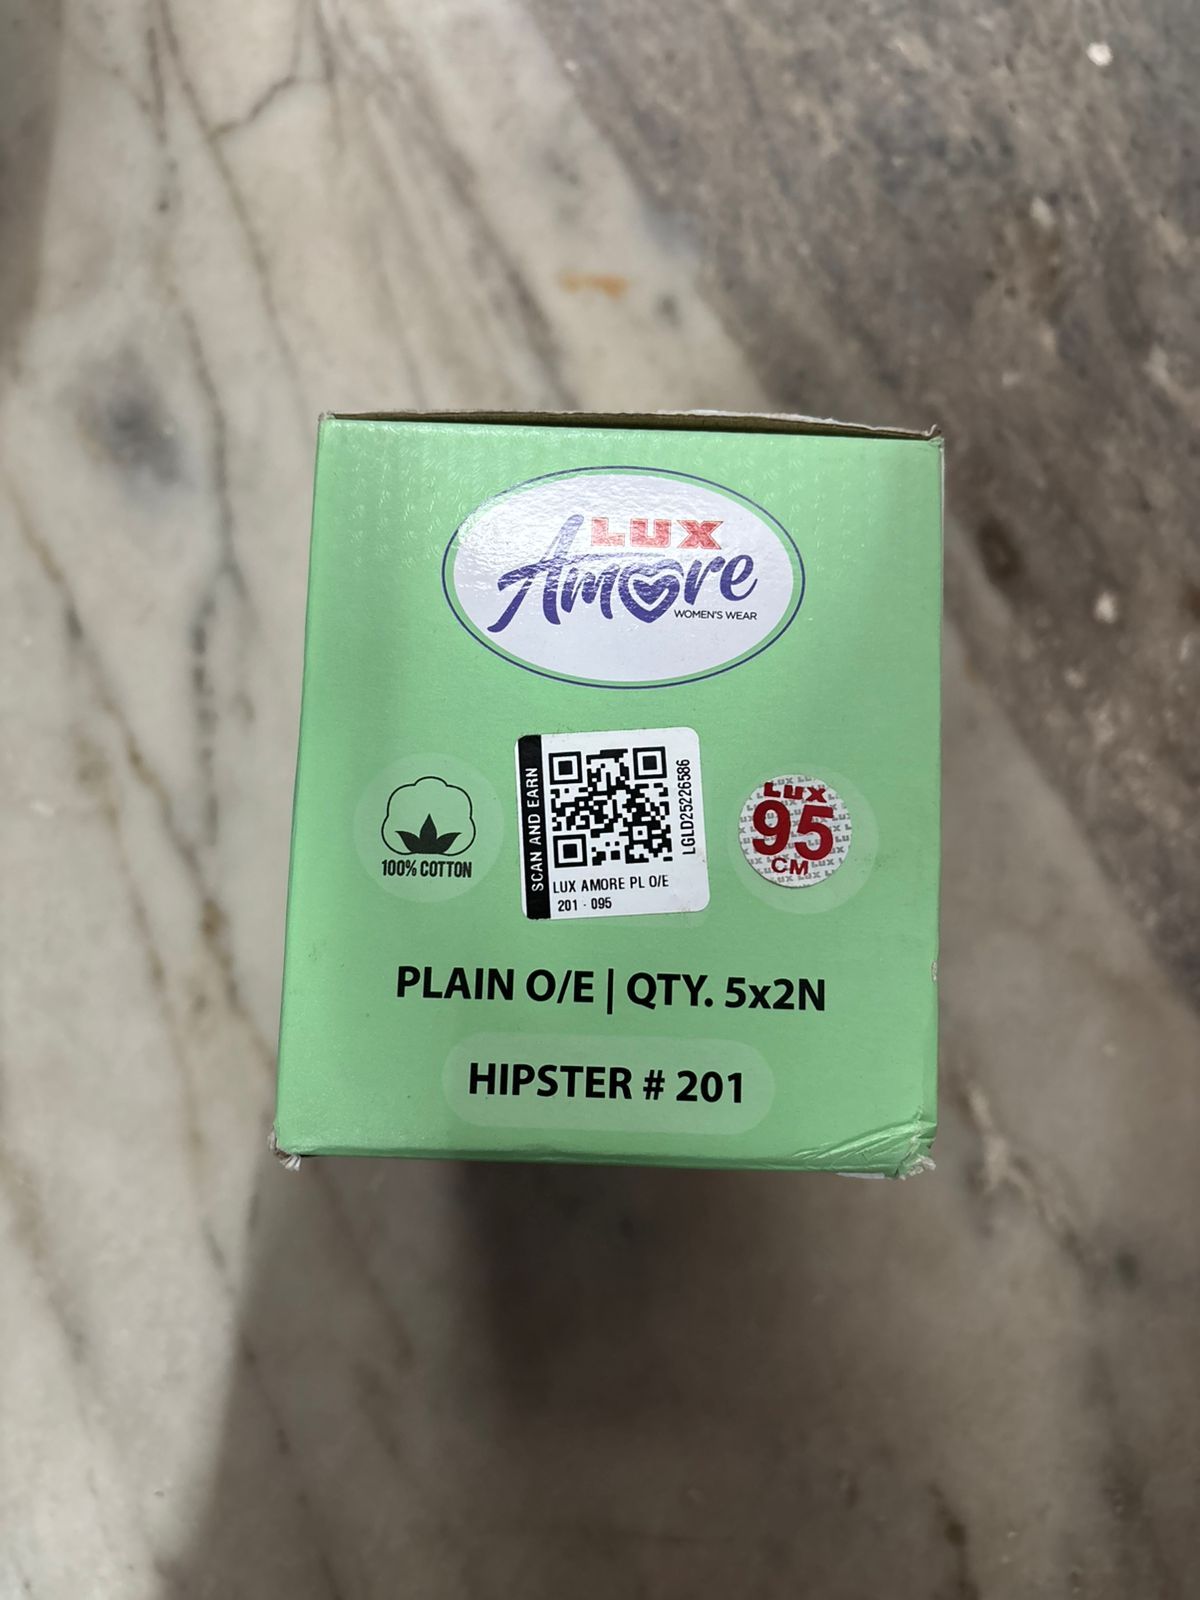 LUX
Amore
WOMEN'S WEAR
100% COTTON
SCAN AND EARN
LGLD25226586
LUX AMORE PL O/E
201 - 095
LUX
95
CM
PLAIN O/E | QTY. 5x2N
HIPSTER # 201